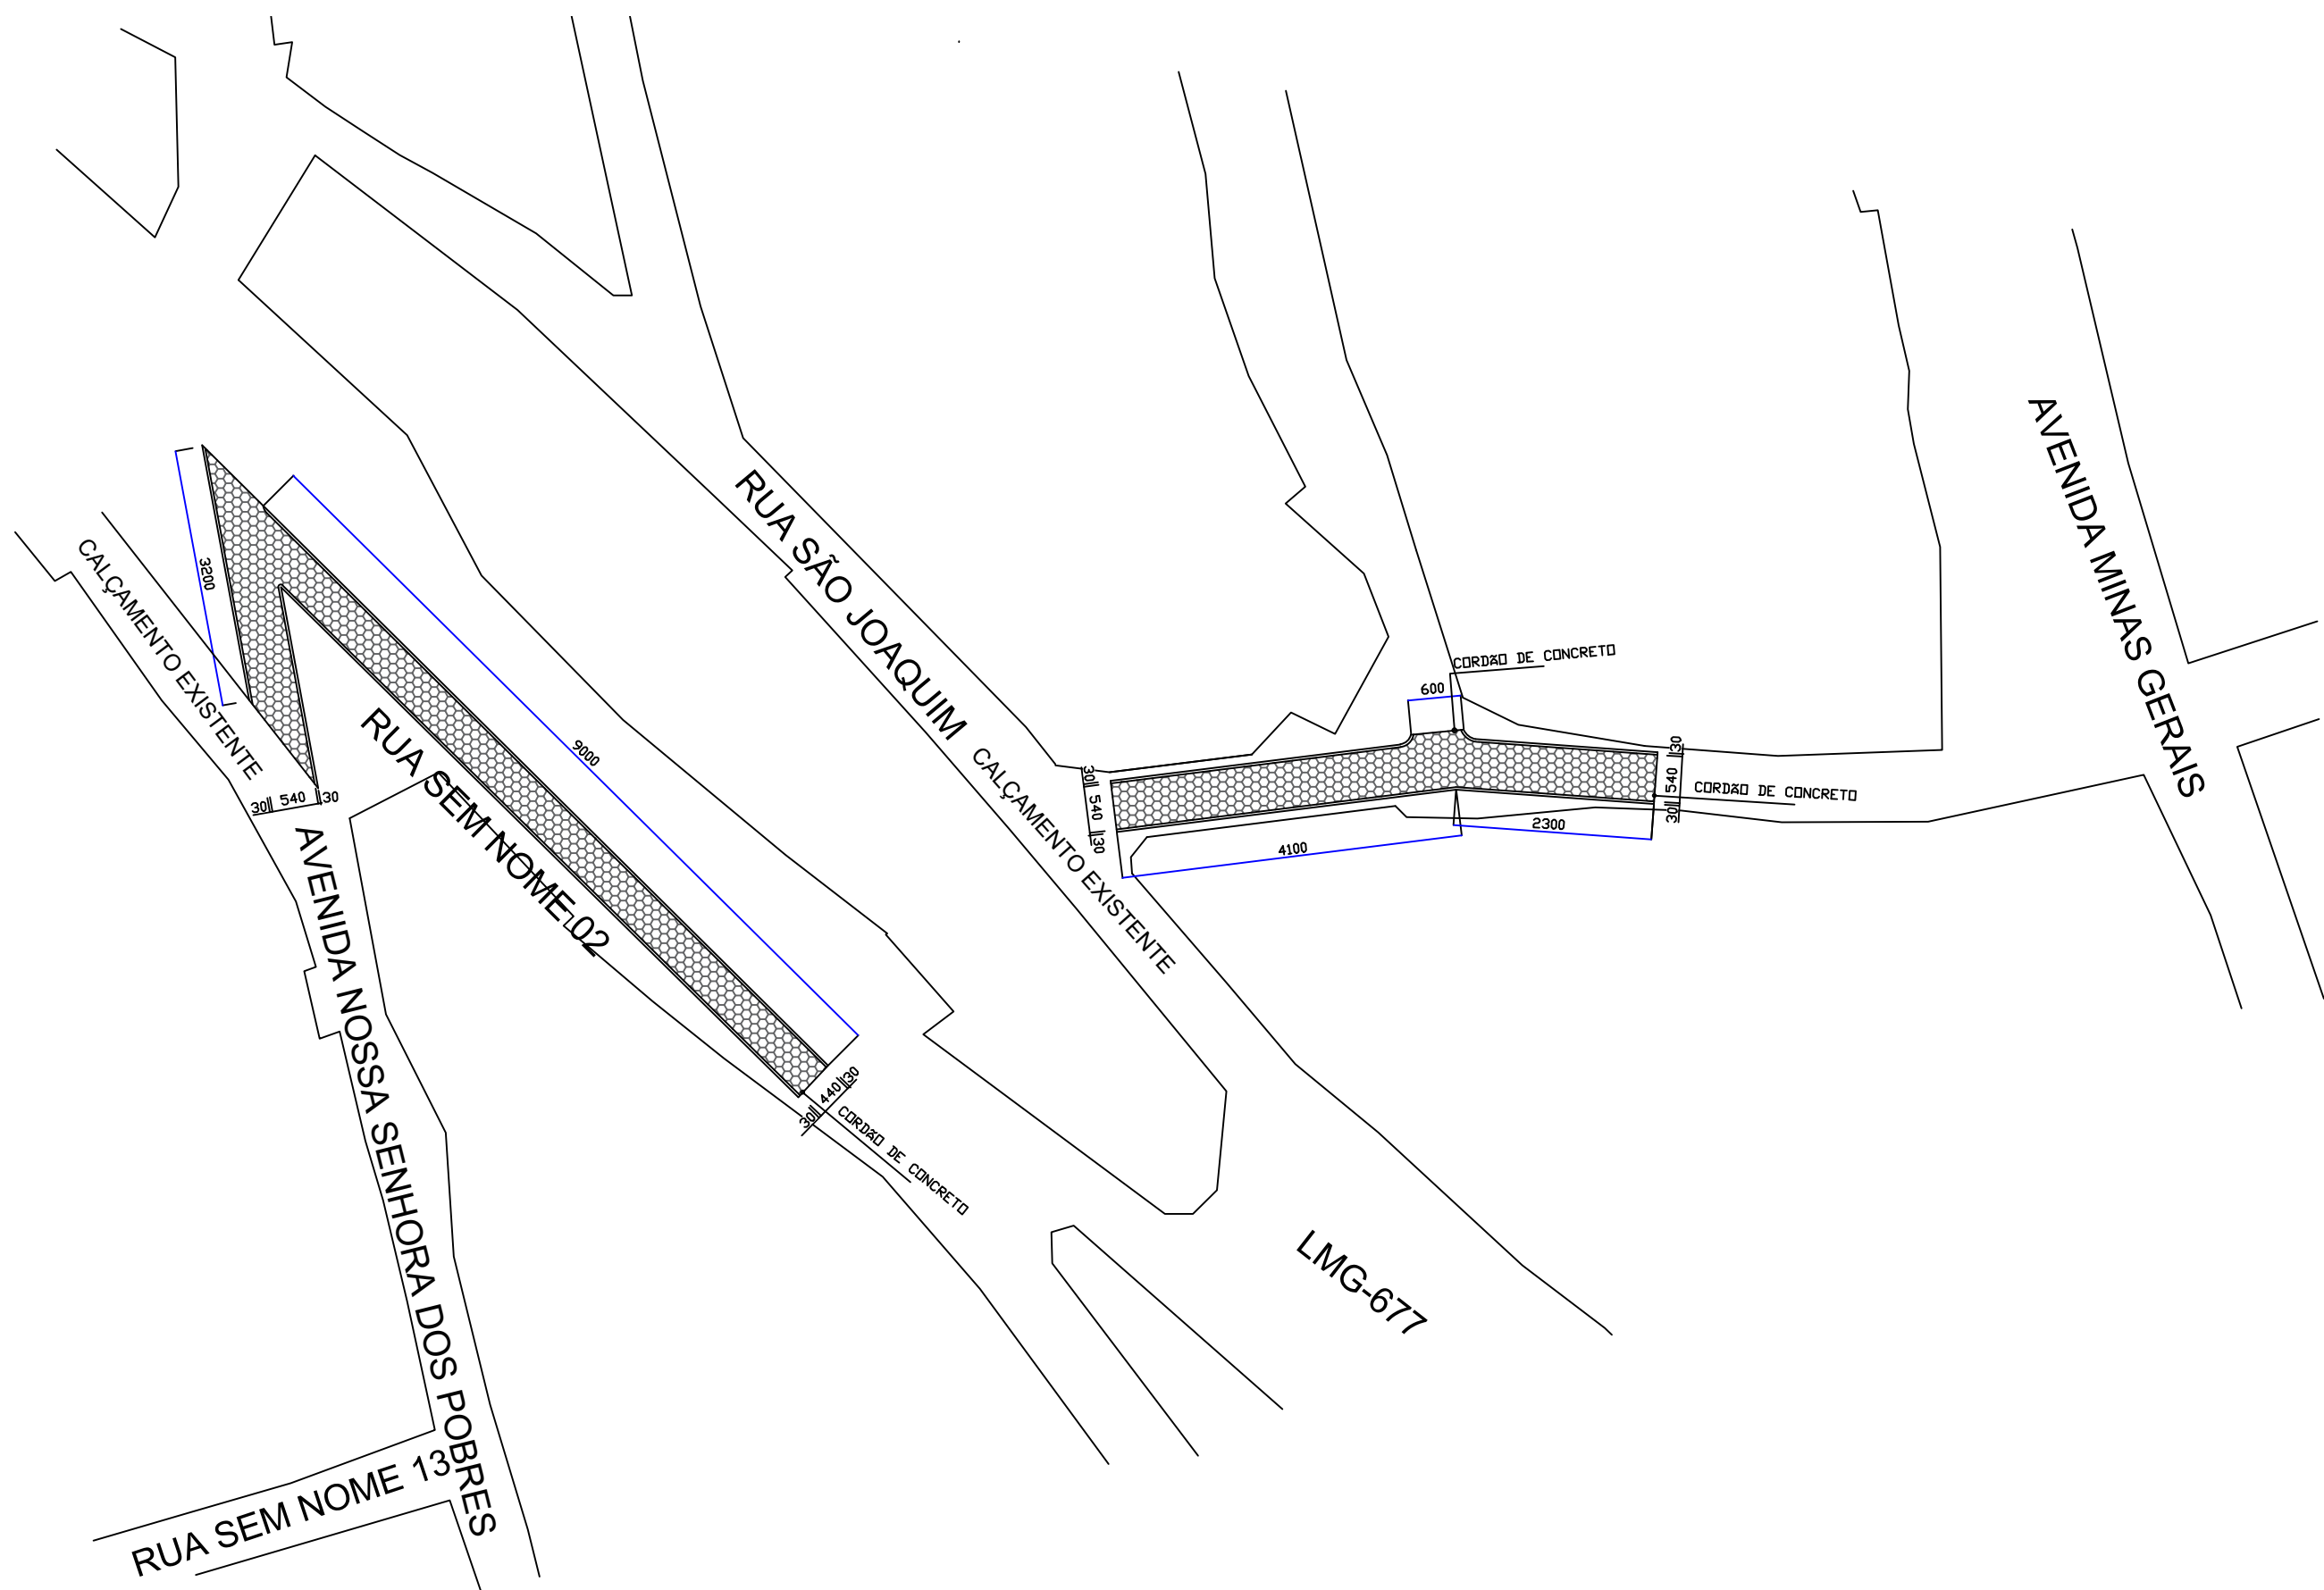 AVENIDA MINAS GERAIS
RUA SÃO JOAQUIM
CALÇAMENTO EXISTENTE
CALÇAMENTO EXISTENTE
3200
9000
RUA SEM NOME 02
30
540
30
AVENIDA NOSSA SENHORA DOS POBRES
CORDÃO DE CONCRETO
600
30
540
30
CORDÃO DE CONCRETO
30
540
30
2300
4100
30
440
30
CORDÃO DE CONCRETO
LMG-677
RUA SEM NOME 13